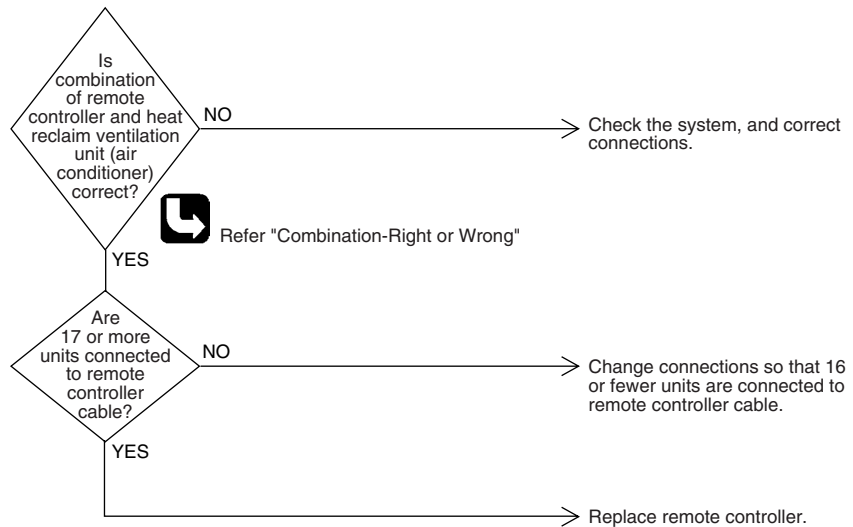 Is
combination
of remote
controller and heat
reclaim ventilation
unit (air
conditioner)
correct?
NO
Check the system, and correct
connections.
Refer "Combination-Right or Wrong"
YES
Are
17 or more
units connected
to remote
controller
cable?
NO
Change connections so that 16
or fewer units are connected to
remote controller cable.
YES
Replace remote controller.